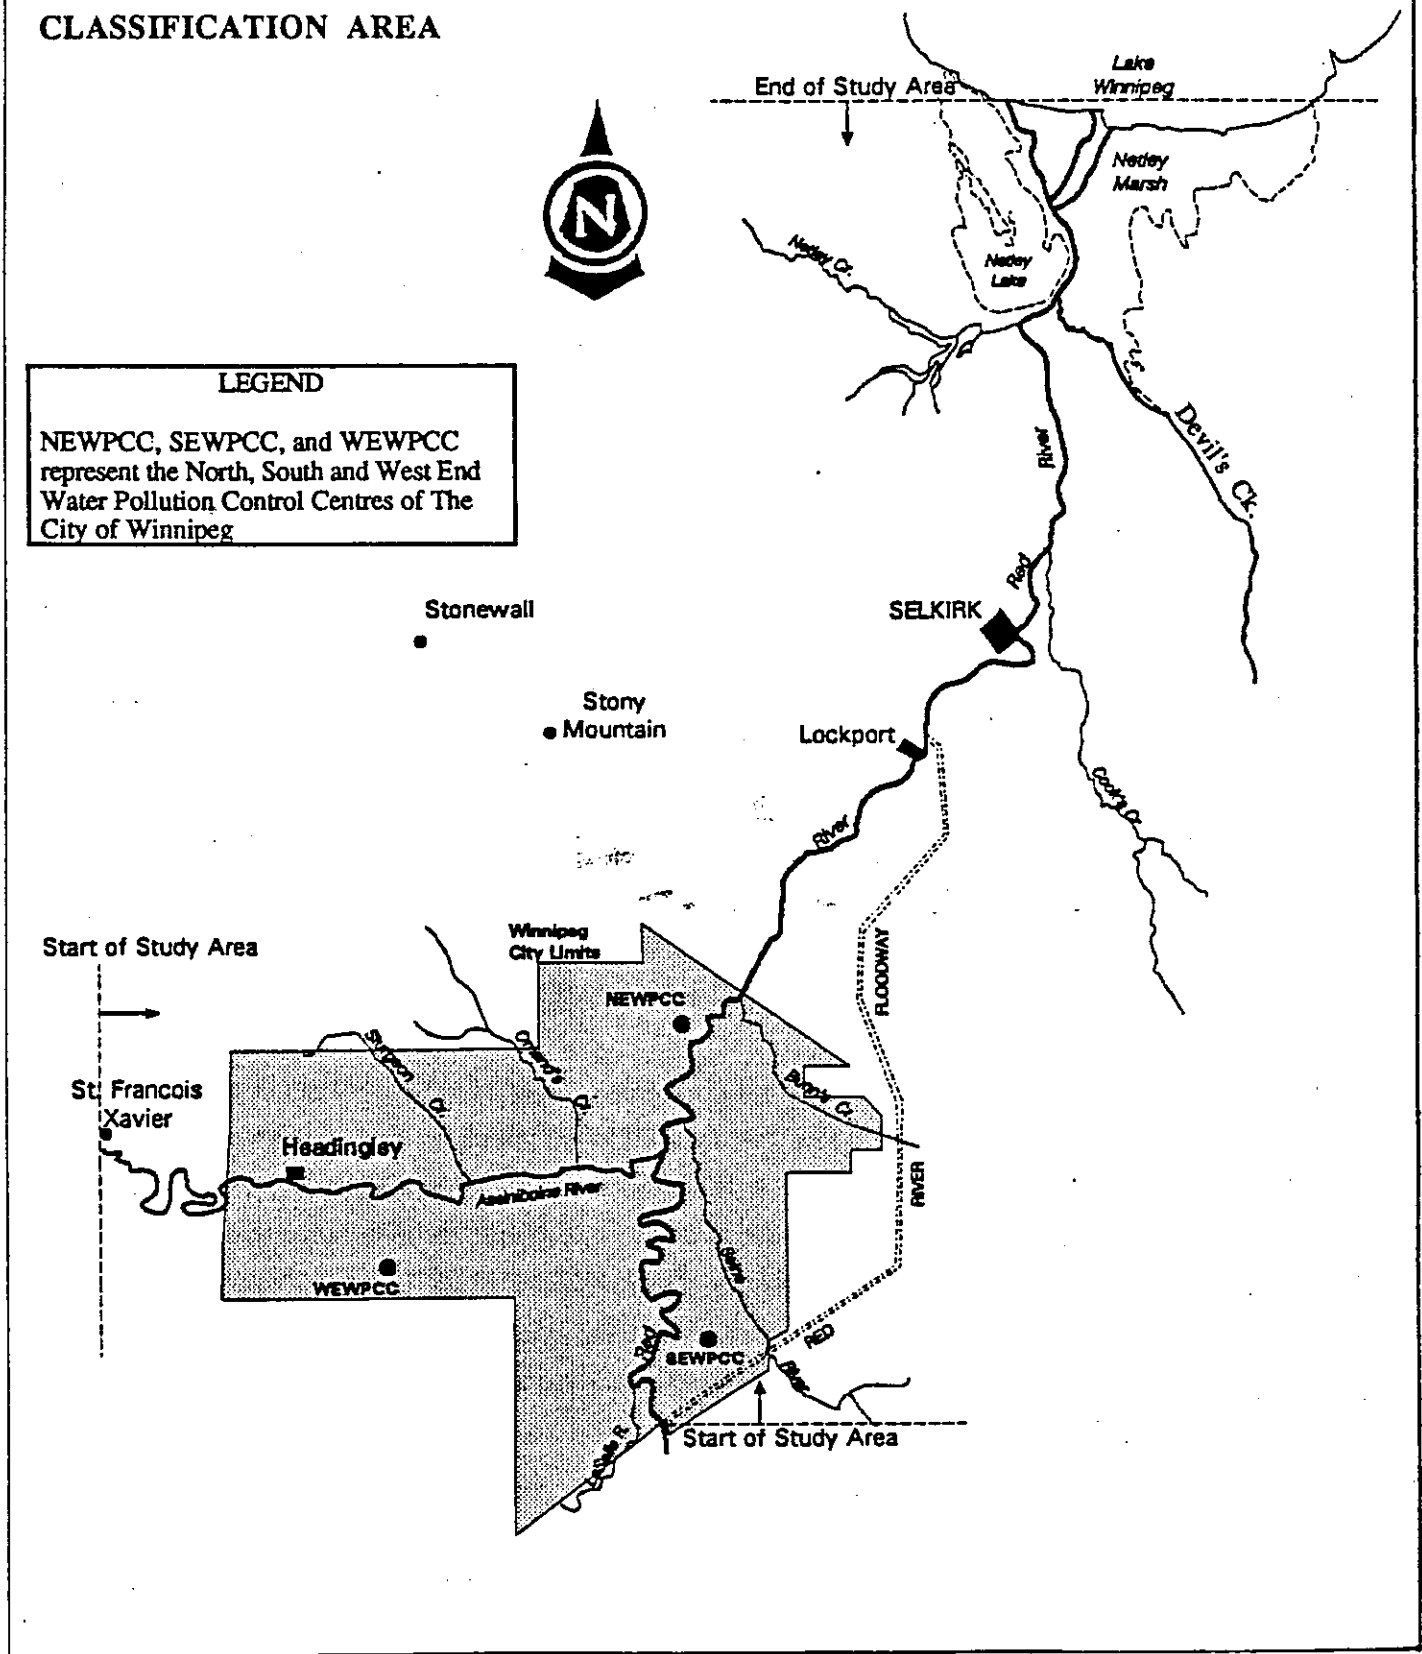 CLASSIFICATION AREA
Lake
Winnipeg
End of Study Area
Netley
Marsh
N
Netley Cr.
Netley
Lake
LEGEND
NEWPCC, SEWPCC, and WEWPCC
represent the North, South and West End
Water Pollution Control Centres of The
City of Winnipeg
Devil's Ck.
River
Red
Stonewall
SELKIRK
Stony
Mountain
Lockport
Cook's Cr.
River
Winnipeg
City Limits
Start of Study Area
FLOODWAY
NEWPCC
Sturgeon
Cr.
Omand's
Cr.
Bunn's Cr.
St. Francois
Xavier
Headingley
Assiniboine River
RIVER
Seine
WEWPCC
Red
SEWPCC
RED
River
Start of Study Area
LaSalle R.